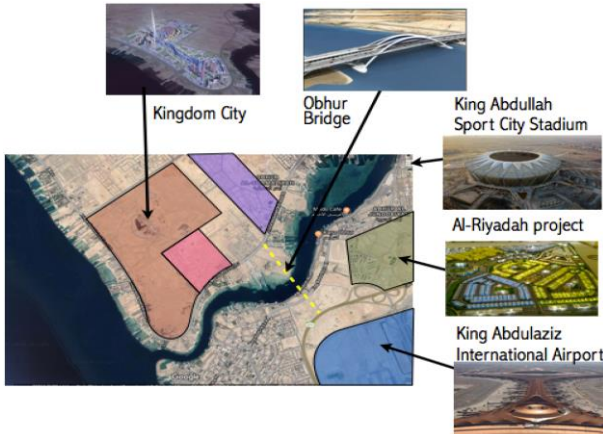 Kingdom City
Obhur
Bridge
King Abdullah
Sport City Stadium
Al-Riyadah project
King Abdulaziz
International Airport